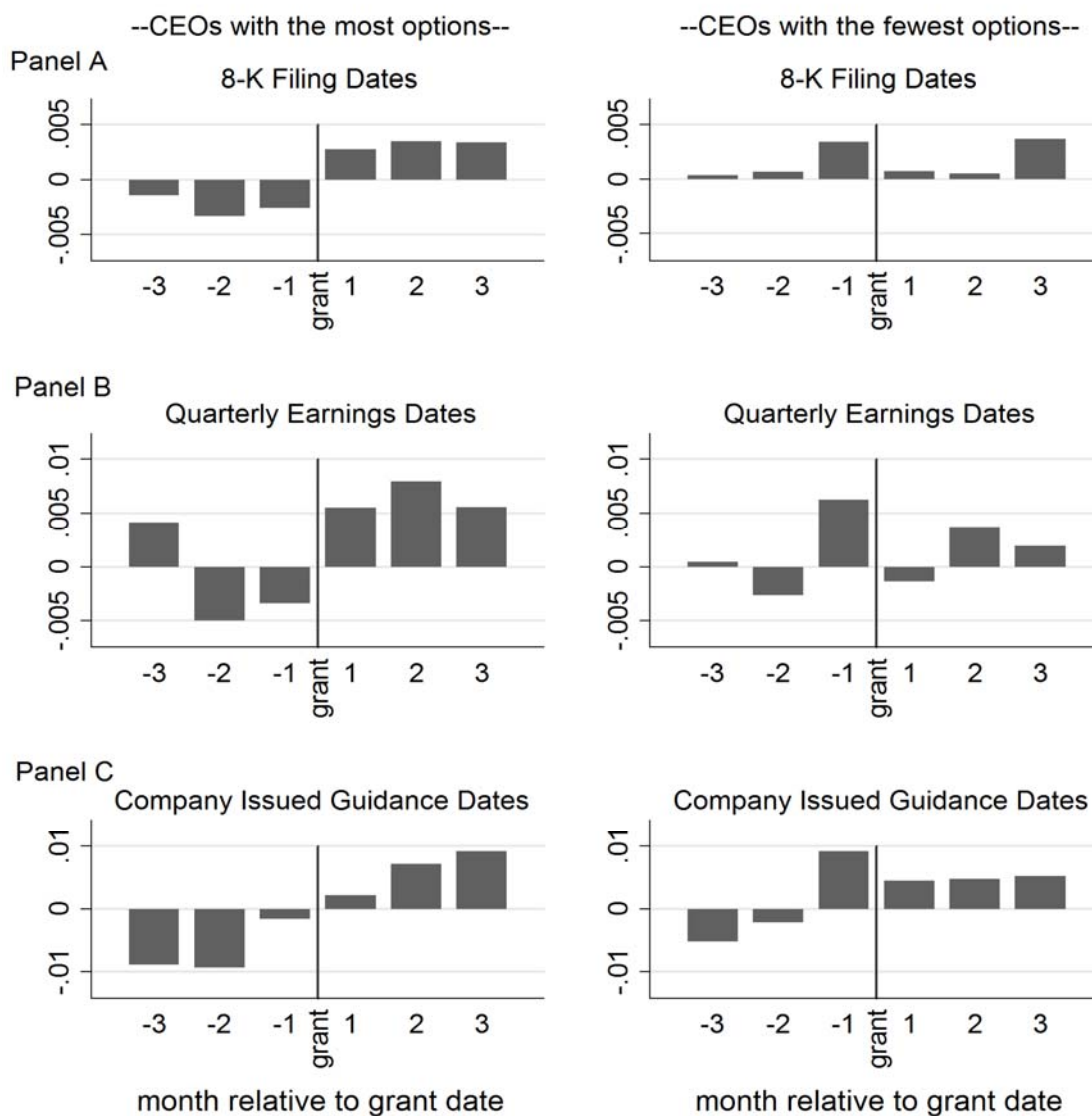 --CEOs with the most options--
--CEOs with the fewest options--
Panel A
8-K Filing Dates
.005
0
-.005
-3 -2 -1 grant 1 2 3
8-K Filing Dates
.005
0
-.005
-3 -2 -1 grant 1 2 3
Panel B
Quarterly Earnings Dates
.01
.005
0
-.005
-3 -2 -1 grant 1 2 3
Quarterly Earnings Dates
.01
.005
0
-.005
-3 -2 -1 grant 1 2 3
Panel C
Company Issued Guidance Dates
.01
0
-.01
-3 -2 -1 grant 1 2 3
month relative to grant date
Company Issued Guidance Dates
.01
0
-.01
-3 -2 -1 grant 1 2 3
month relative to grant date